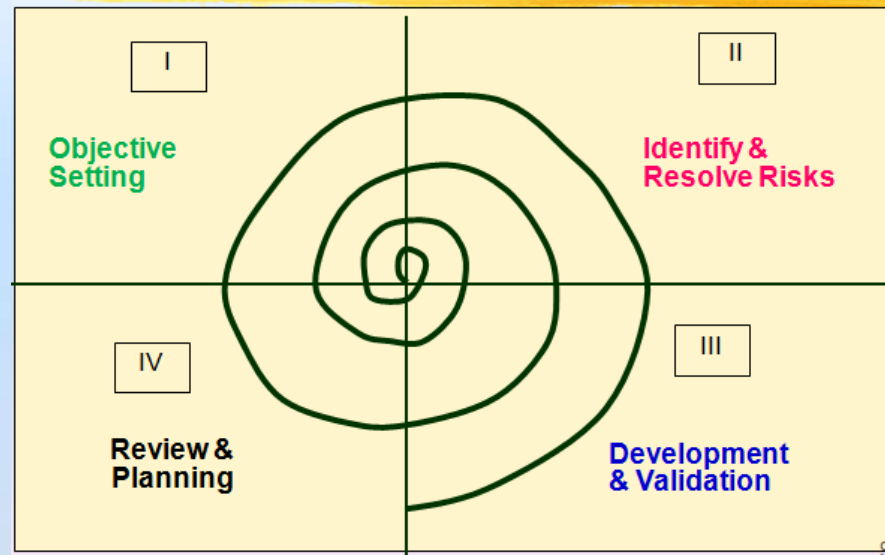 I
II
Objective
Setting
Identify &
Resolve Risks
IV
III
Review &
Planning
Development
& Validation